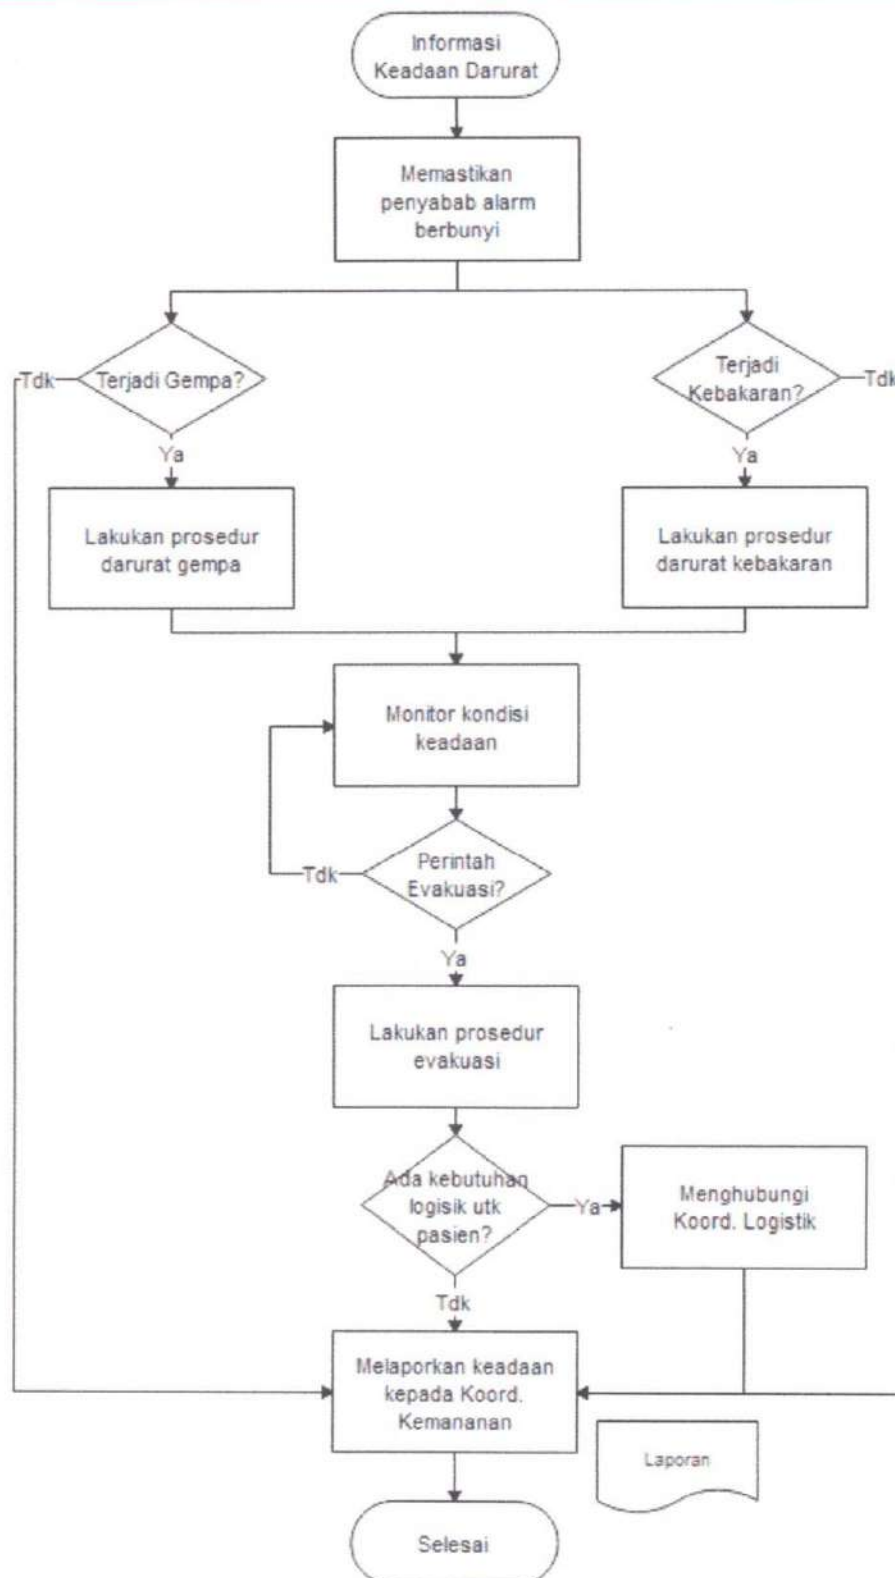 Informasi
Keadaan Darurat
Memastikan
penyabab alarm
berbunyi
Tdk
Terjadi Gempa?
Terjadi
Kebakaran?
Tdk
Ya
Ya
Lakukan prosedur
darurat gempa
Lakukan prosedur
darurat kebakaran
Monitor kondisi
keadaan
Tdk
Perintah
Evakuasi?
Ya
Lakukan prosedur
evakuasi
Ada kebutuhan
logisik utk
pasien?
Ya
Menghubungi
Koord. Logistik
Tdk
Melaporkan keadaan
kepada Koord.
Kemananan
Laporan
Selesai